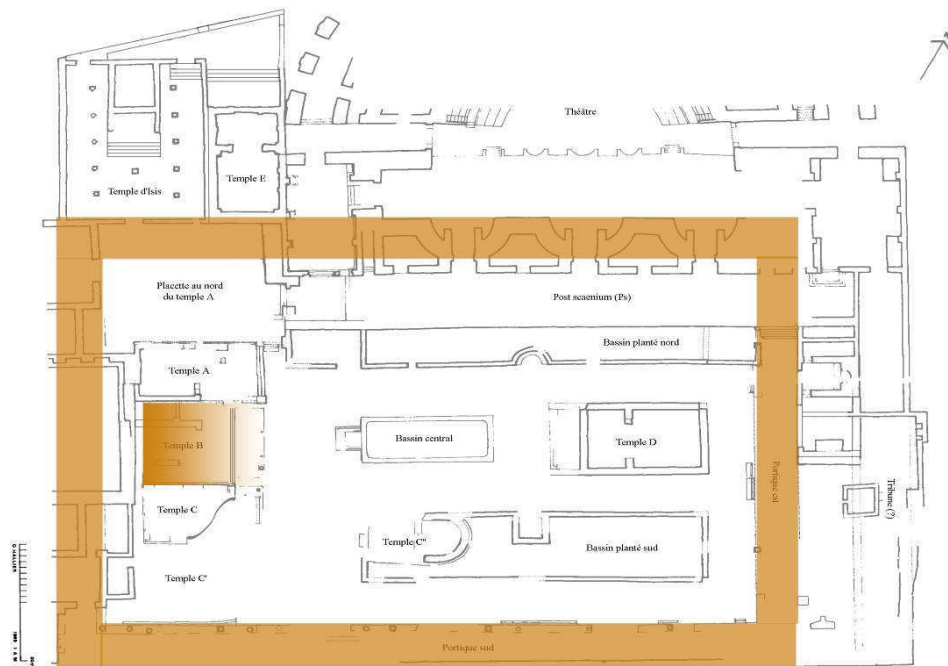 N
Théâtre
Temple d'Isis
Temple E
Placette au nord
du temple A
Post scaenium (Ps)
Bassin planté nord
Temple A
Temple B
Bassin central
Temple D
Portique est
Tribune (?)
Temple C
Temple C"
Bassin planté sud
Temple C'
Portique sud